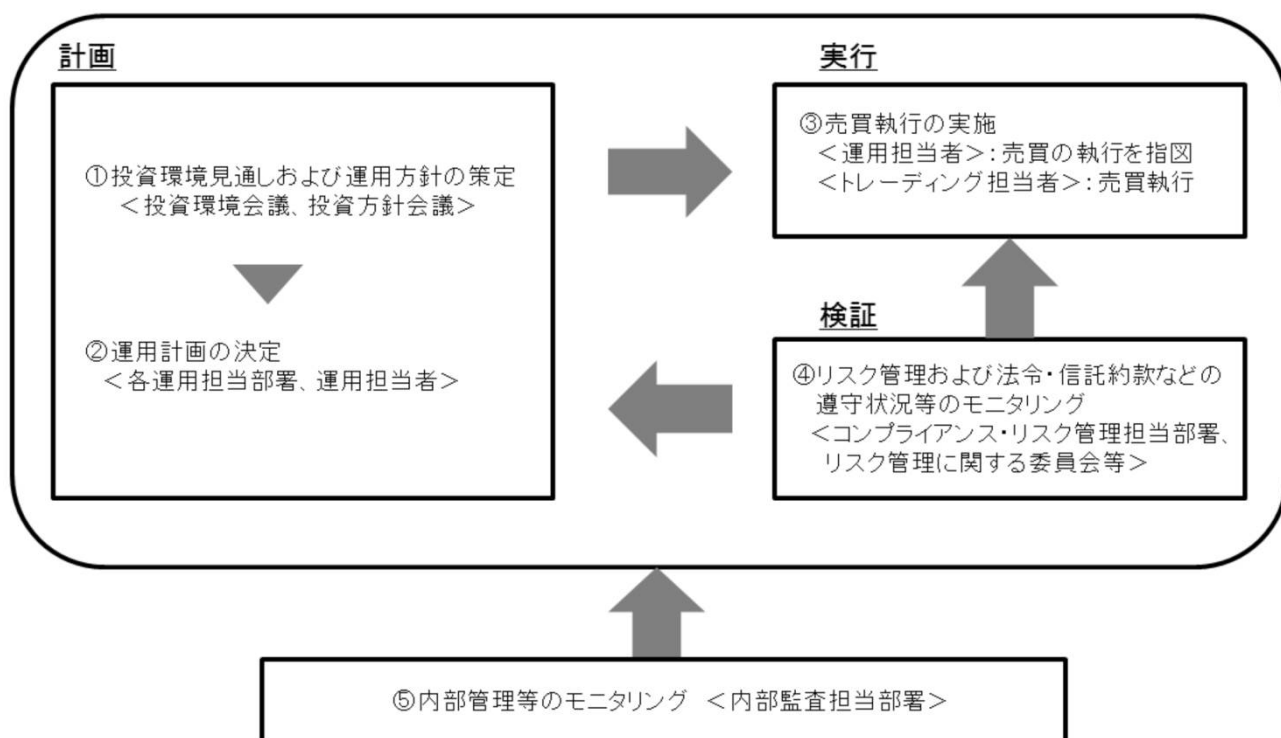 計画
①投資環境見通しおよび運用方針の策定
＜投資環境会議、投資方針会議＞
②運用計画の決定
＜各運用担当部署、運用担当者＞
実行
③売買執行の実施
＜運用担当者＞：売買の執行を指図
＜トレーディング担当者＞：売買執行
検証
④リスク管理および法令・信託約款などの
遵守状況等のモニタリング
＜コンプライアンス・リスク管理担当部署、
リスク管理に関する委員会等＞
⑤内部管理等のモニタリング ＜内部監査担当部署＞